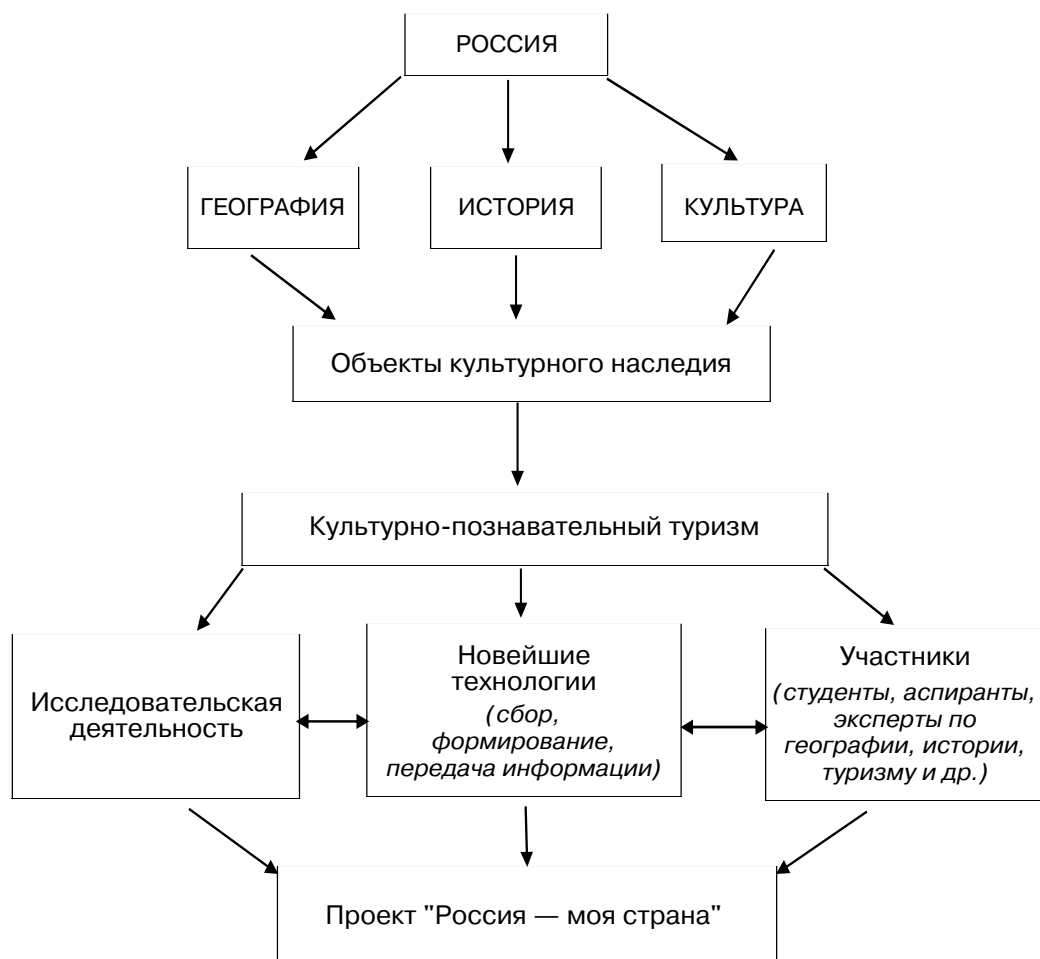 РОССИЯ
ГЕОГРАФИЯ
ИСТОРИЯ
КУЛЬТУРА
Объекты культурного наследия
Культурно-познавательный туризм
Исследовательская
деятельность
Новейшие
технологии
(сбор,
формирование,
передача информации)
Участники
(студенты, аспиранты,
эксперты по
географии, истории,
туризму и др.)
Проект "Россия — моя страна"